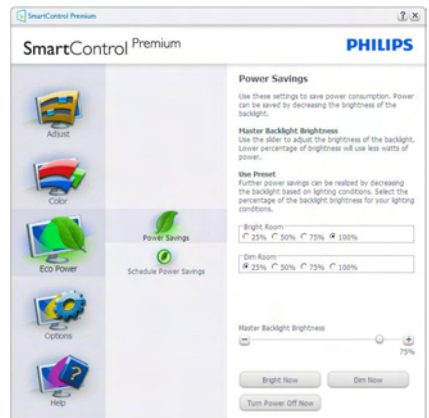 SmartControl Premium
? X
SmartControl Premium
PHILIPS
Adjust
Color
Eco Power
Options
Help
Power Savings
Schedule Power Savings
Power Savings
Use these settings to save power consumption. Power
can be saved by decreasing the brightness of the
backlight.
Master Backlight Brightness
Use the slider to adjust the brightness of the backlight.
Lower percentage of brightness will use less watts of
power.
Use Preset
Further power savings can be realized by decreasing
the backlight based on lighting conditions. Select the
percentage of the backlight brightness for your lighting
conditions.
Bright Room
25% 50% 75% 100%
Dim Room
25% 50% 75% 100%
Master Backlight Brightness
75%
Bright Now Dim Now
Turn Power Off Now